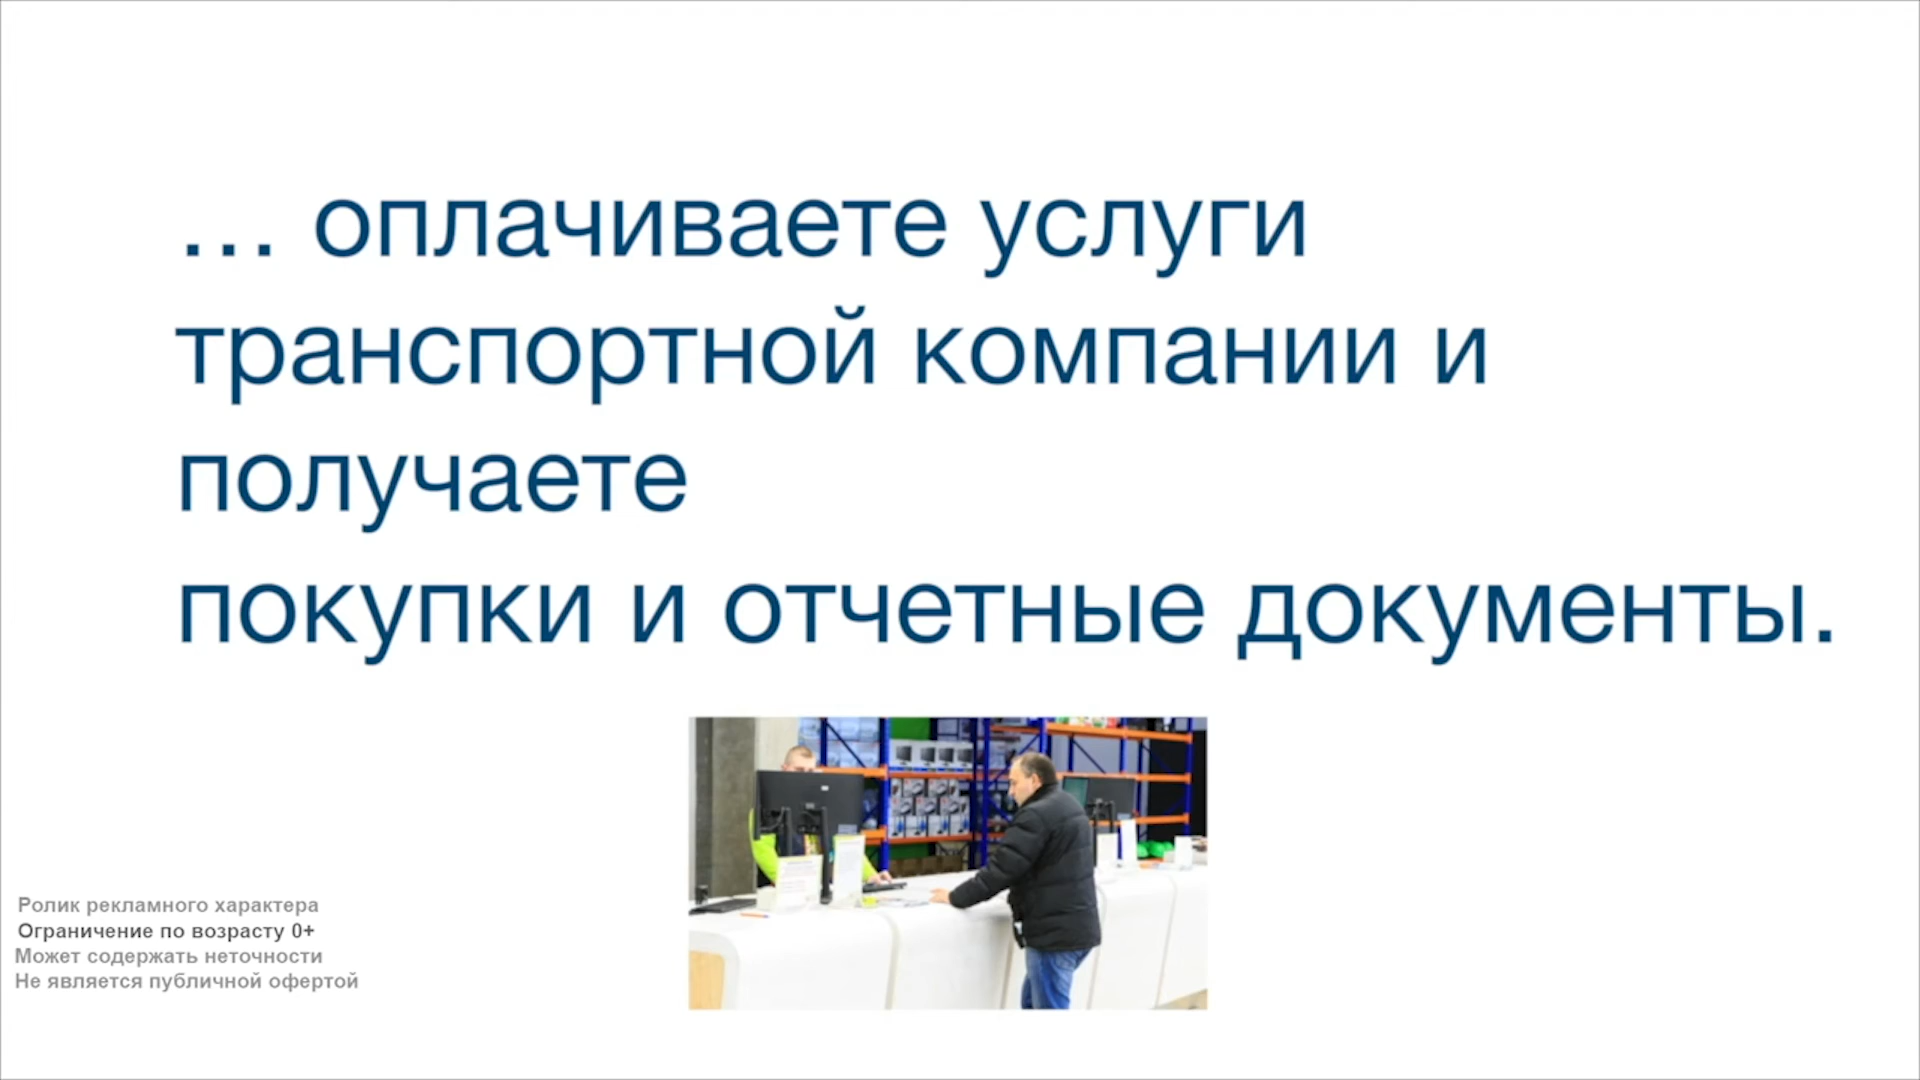 ... оплачиваете услуги
транспортной компании и
получаете
покупки и отчетные документы.
Ролик рекламного характера
Ограничение по возрасту 0+
Может содержать неточности
Не является публичной офертой